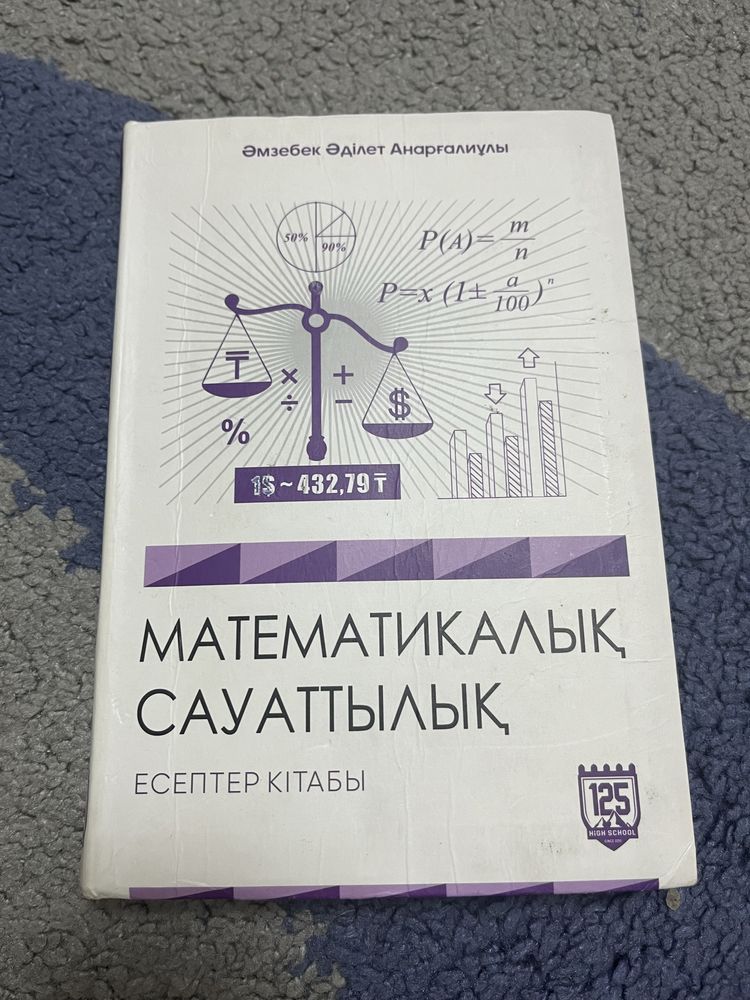 Әмзебек Әділет Анарғалиұлы
50%
90%
P(A)= m/n
P=x (1± a/100)ⁿ
₸
× +
÷ −
$
%
1$ ~ 432,79 ₸
МАТЕМАТИКАЛЫҚ
САУАТТЫЛЫҚ
ЕСЕПТЕР КІТАБЫ
125
HIGH SCHOOL